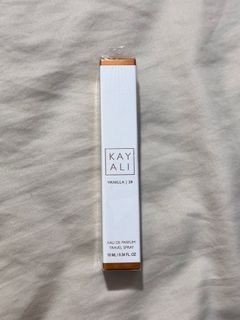 KAY
ALI
VANILLA | 28
EAU DE PARFUM
TRAVEL SPRAY
10 ML / 0.34 FL. OZ